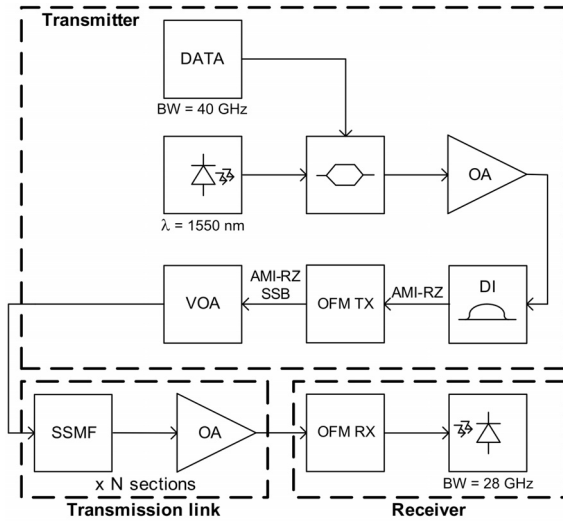 Transmitter
DATA
BW = 40 GHz
λ = 1550 nm
OA
VOA
AMI-RZ
SSB
OFM TX
AMI-RZ
DI
SSMF
OA
x N sections
Transmission link
OFM RX
BW = 28 GHz
Receiver